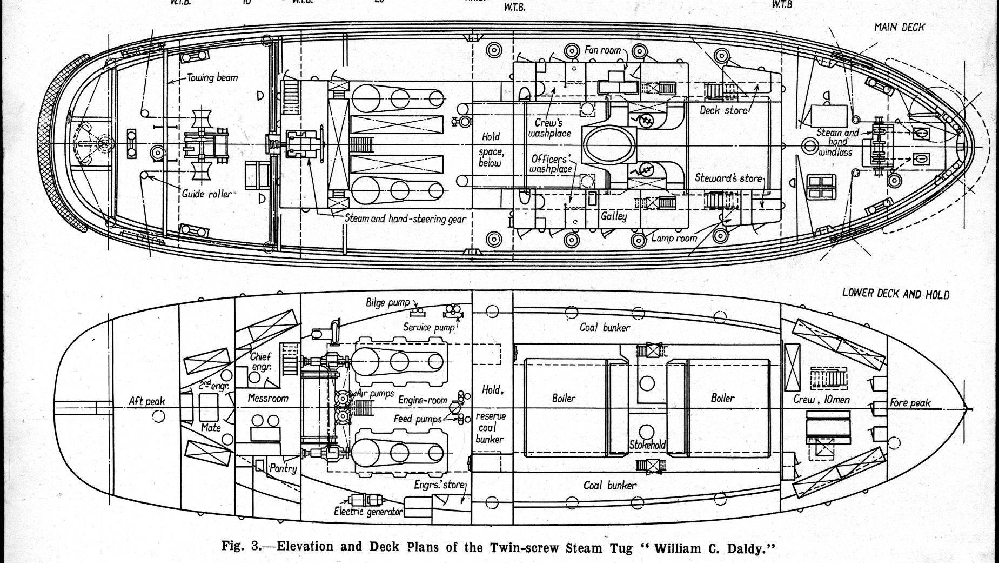 W.T.B.
10
W.T.B.
20
W.T.B.
W.T.B
MAIN DECK
Fan room
Towing beam
Deck store
Crew's
washplace
Steam and
hand
windlass
Hold
space,
below
Officers'
washplace
Steward's store
Guide roller
Steam and hand-steering gear
Galley
Lamp room
LOWER DECK AND HOLD
Bilge pump
Service pump
Coal bunker
Chief
engr.
2nd engr.
Aft peak
Messroom
Air pumps
Engine-room
Hold,
Boiler
Boiler
Crew, 10 men
Fore peak
Feed pumps
reserve
coal
bunker
Mate
Stokehold
Pantry
Engrs.' store
Coal bunker
Electric generator
Fig. 3.—Elevation and Deck Plans of the Twin-screw Steam Tug “ William C. Daldy.”